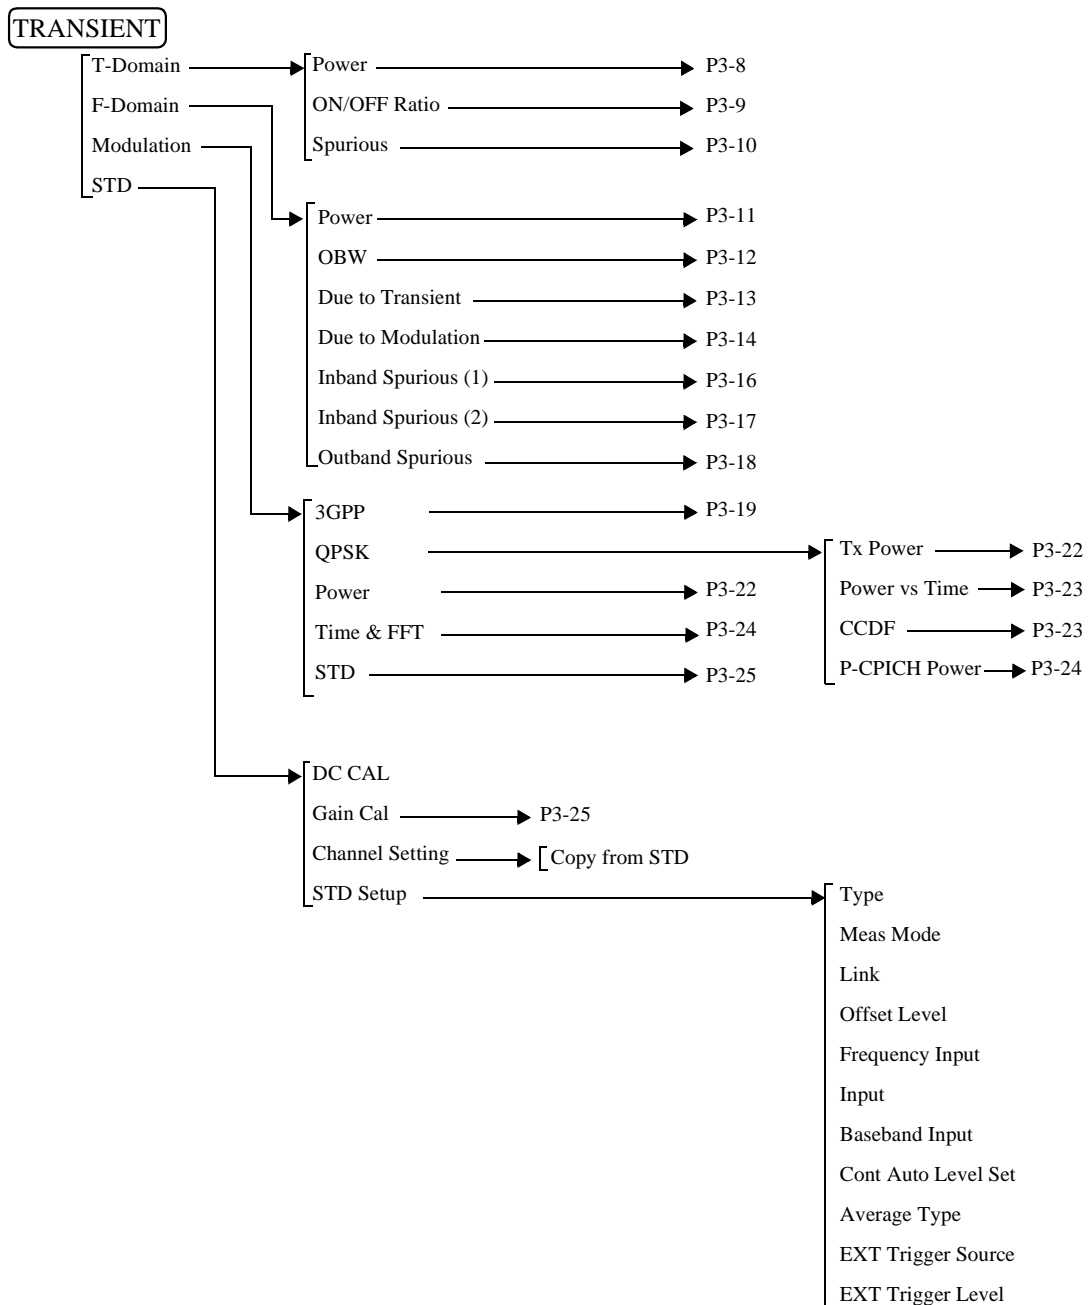 TRANSIENT
T-Domain
F-Domain
Modulation
STD
Power P3-8
ON/OFF Ratio P3-9
Spurious P3-10
Power P3-11
OBW P3-12
Due to Transient P3-13
Due to Modulation P3-14
Inband Spurious (1) P3-16
Inband Spurious (2) P3-17
Outband Spurious P3-18
3GPP P3-19
QPSK
Power P3-22
Time & FFT P3-24
STD P3-25
Tx Power P3-22
Power vs Time P3-23
CCDF P3-23
P-CPICH Power P3-24
DC CAL
Gain Cal P3-25
Channel Setting Copy from STD
STD Setup
Type
Meas Mode
Link
Offset Level
Frequency Input
Input
Baseband Input
Cont Auto Level Set
Average Type
EXT Trigger Source
EXT Trigger Level